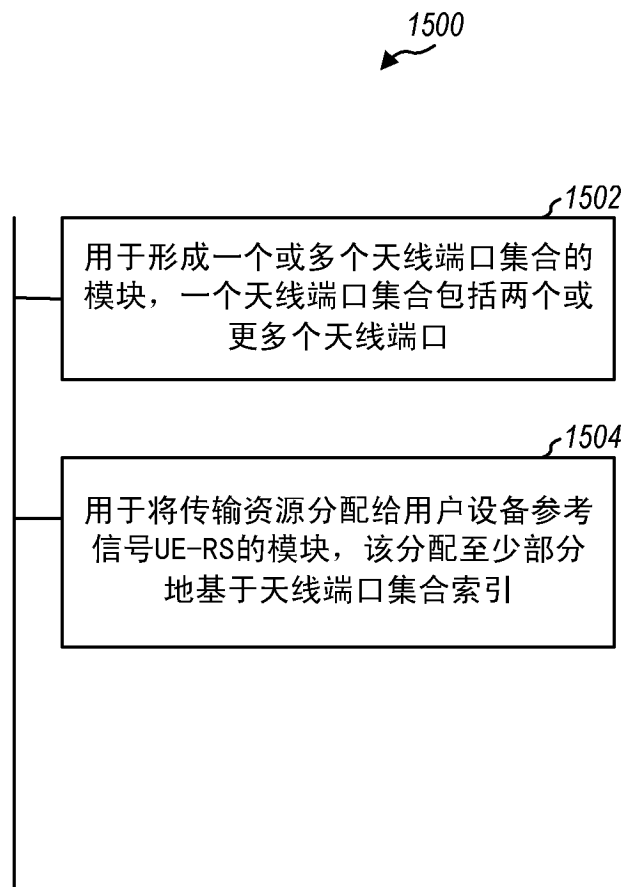 1500
1502
用于形成一个或多个天线端口集合的
模块，一个天线端口集合包括两个或
更多个天线端口
1504
用于将传输资源分配给用户设备参考
信号UE-RS的模块，该分配至少部分
地基于天线端口集合索引